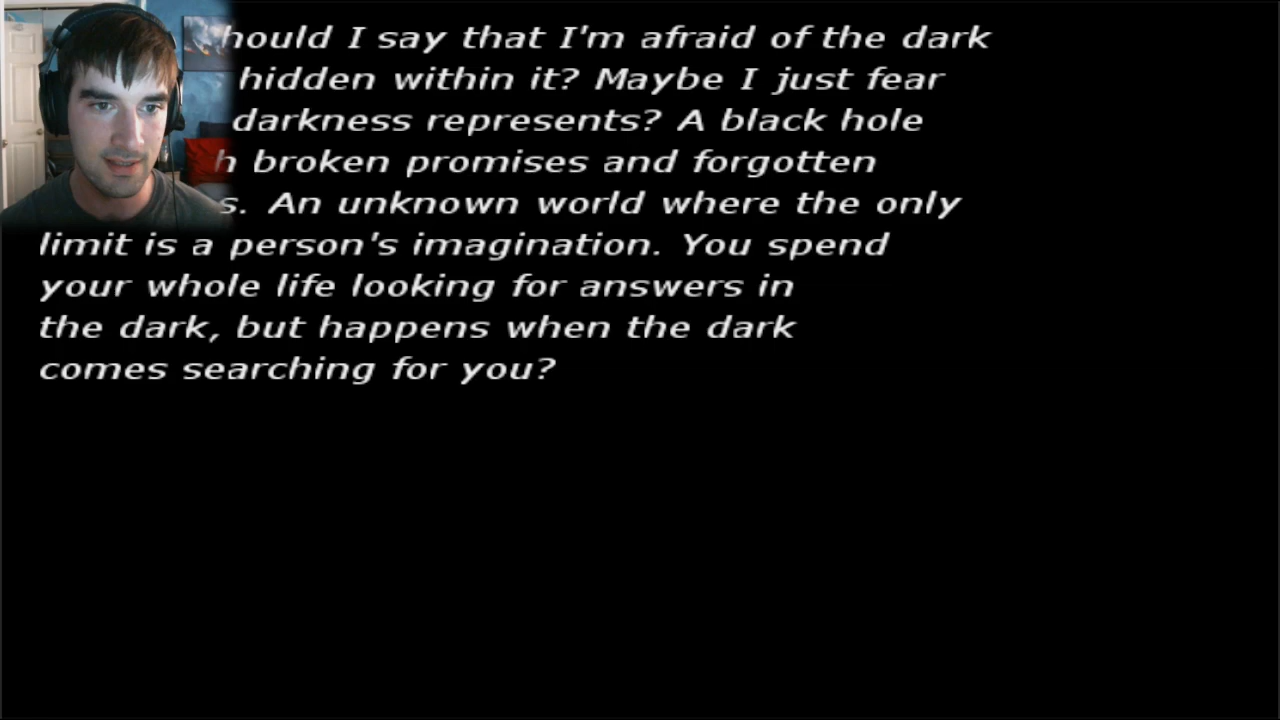 I say that I'm afraid of the dark
hidden within it? Maybe I just fear
darkness represents? A black hole
broken promises and forgotten
An unknown world where the only
limit is a person's imagination. You spend
your whole life looking for answers in
the dark, but happens when the dark
comes searching for you?